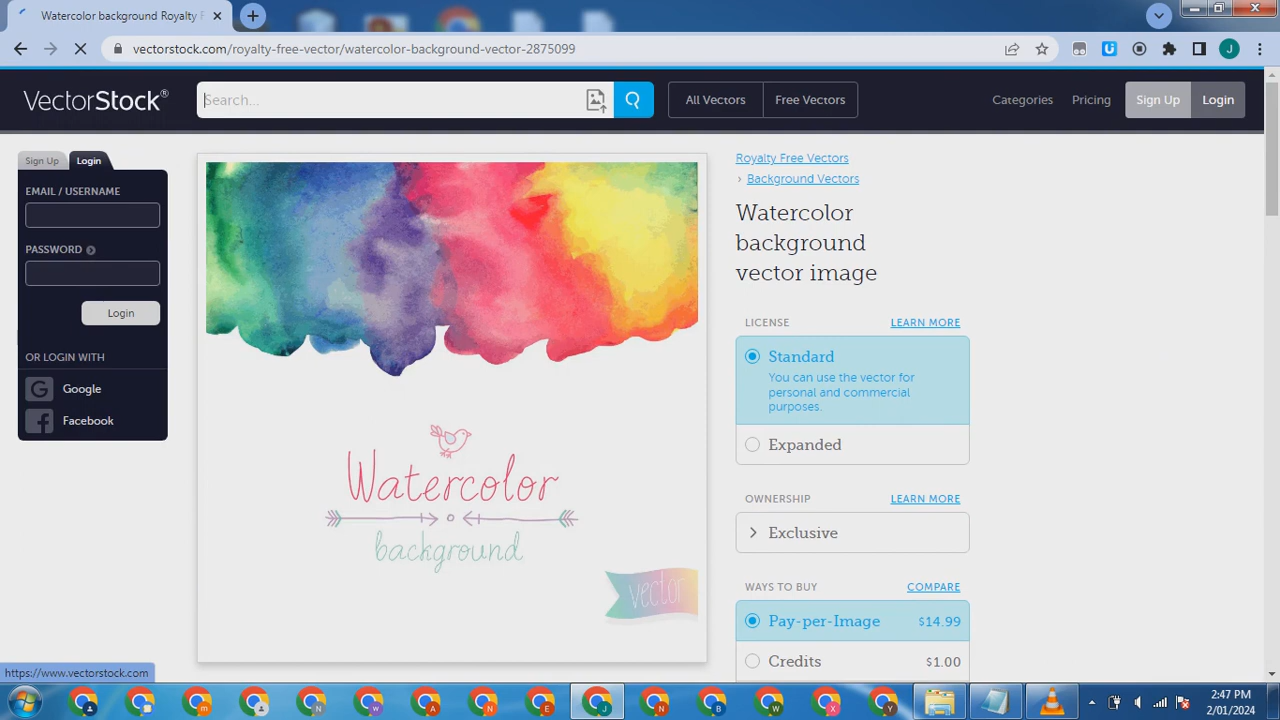 Watercolor background Royalty F
vectorstock.com/royalty-free-vector/watercolor-background-vector-2875099
J
VectorStock®
Search...
All Vectors
Free Vectors
Categories
Pricing
Sign Up
Login
Sign Up
Login
EMAIL / USERNAME
PASSWORD
Login
OR LOGIN WITH
Google
Facebook
Watercolor
background
vector
Royalty Free Vectors
› Background Vectors
Watercolor
background
vector image
LICENSE
LEARN MORE
Standard
You can use the vector for
personal and commercial
purposes.
Expanded
OWNERSHIP
LEARN MORE
Exclusive
WAYS TO BUY
COMPARE
Pay-per-Image
$14.99
Credits
$1.00
https://www.vectorstock.com
2:47 PM
2/01/2024